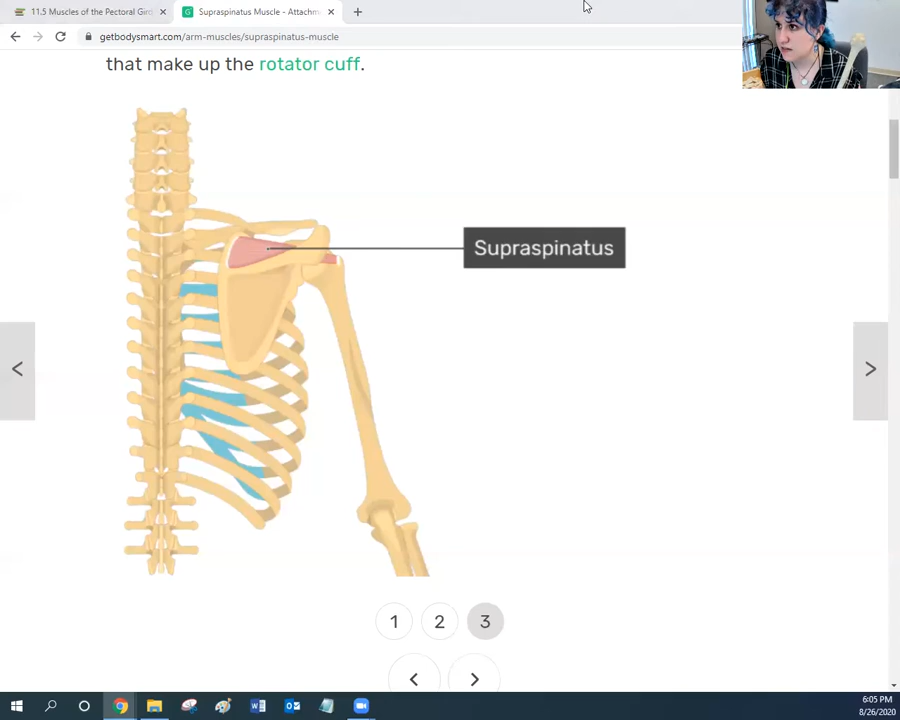 11.5 Muscles of the Pectoral Gird
Supraspinatus Muscle - Attachm
getbodysmart.com/arm-muscles/supraspinatus-muscle
that make up the rotator cuff.
Supraspinatus
1 2 3
6:05 PM
8/26/2020